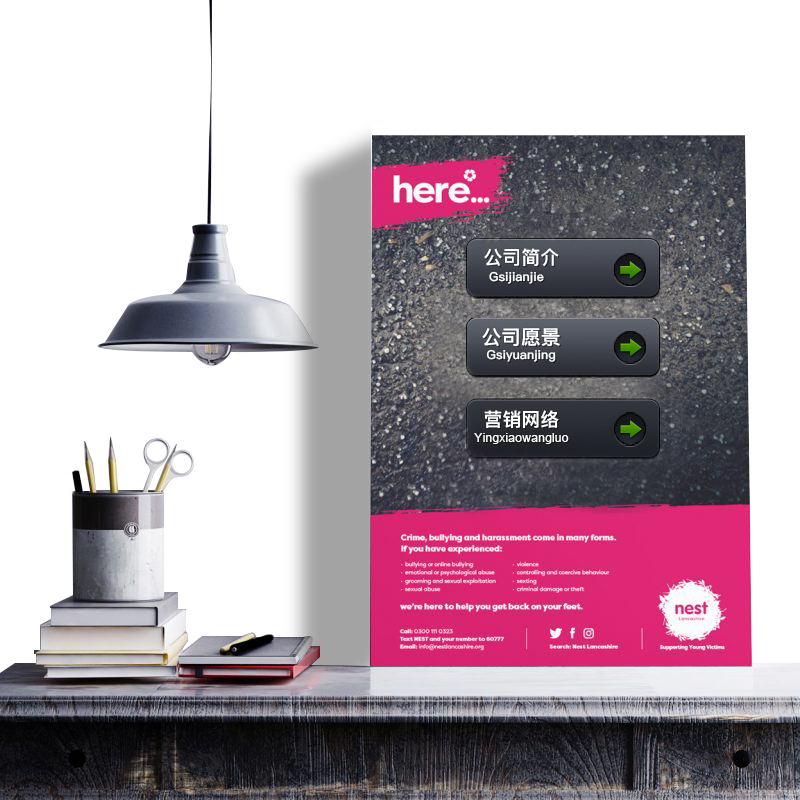 here...
公司简介
Gsijianjie
公司愿景
Gsiyuanjing
营销网络
Yingxiaowangluo
Crime, bullying and harassment come in many forms.
If you have experienced:
· bullying or online bullying
· emotional or psychological abuse
· grooming and sexual exploitation
· sexual abuse
· violence
· controlling and coercive behaviour
· sexting
· criminal damage or theft
we're here to help you get back on your feet.
Call: 0300 111 0323
Text NEST and your number to 60777
Email: info@nestlancashire.org
Search: Nest Lancashire
nest
Lancashire
Supporting Young Victims